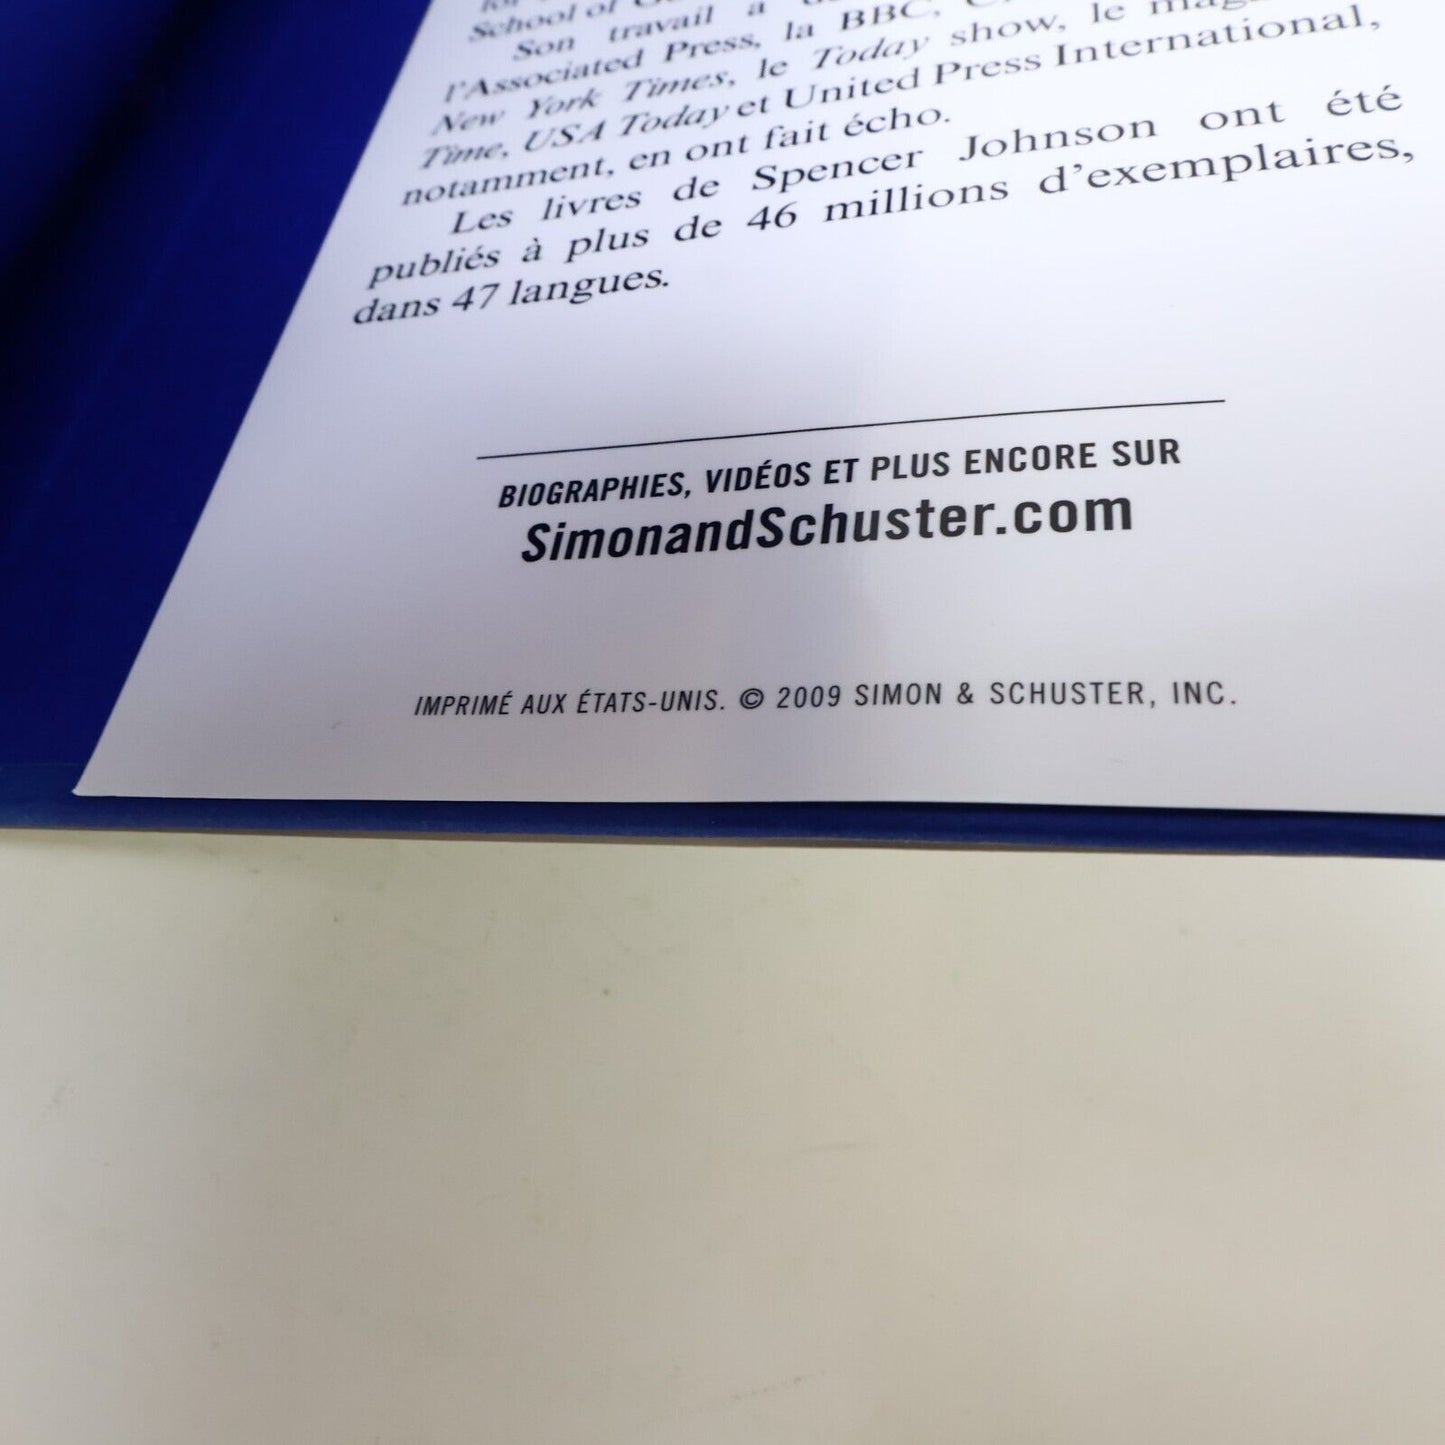 School of
Son travail a
l'Associated Press, la BBC,
New York Times, le Today show, le
Time, USA Today et United Press International,
notamment, en ont fait écho.
Les livres de Spencer Johnson ont été
publiés à plus de 46 millions d'exemplaires,
dans 47 langues.
BIOGRAPHIES, VIDÉOS ET PLUS ENCORE SUR
SimonandSchuster.com
IMPRIMÉ AUX ÉTATS-UNIS. © 2009 SIMON & SCHUSTER, INC.